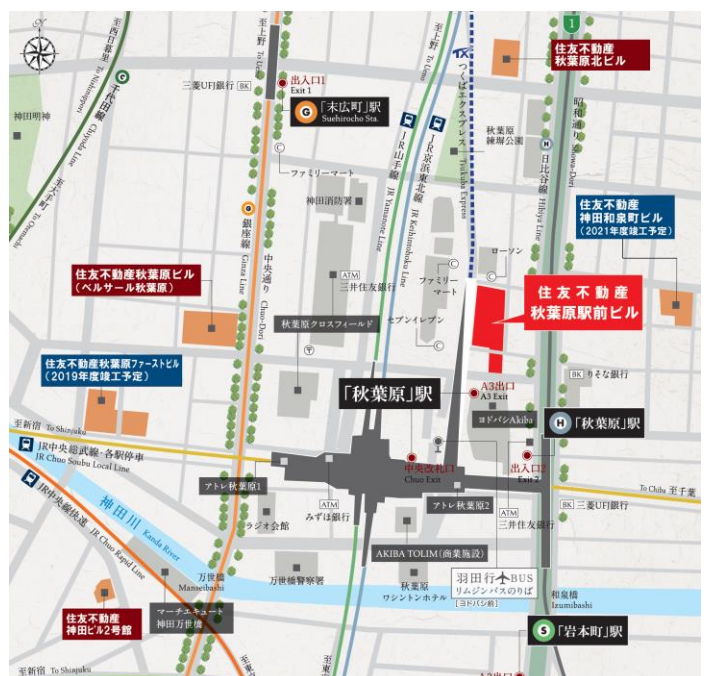 N
至西日暮里 To Nishinippori
C
千代田線 Chiyoda Line
至大手町 To Otemachi
神田明神
三菱UFJ銀行 BK
至上野 To Ueno
出入口1
Exit 1
G
「末広町」駅
Suehirocho Sta.
C
ファミリーマート
神田消防署
G
銀座線 Ginza Line
中央通り Chuo-Dori
至上野 To Ueno
JR山手線 JR Yamanote Line
JR京浜東北線 JR Keihintohoku Line
TX
つくばエクスプレス Tsukuba Express
秋葉原
練塀公園
1
昭和通り Showa-Dori
H
日比谷線 Hibiya Line
住友不動産
秋葉原北ビル
住友不動産
神田和泉町ビル
(2021年度竣工予定)
住友不動産秋葉原ビル
(ベルサール秋葉原)
ATM
三井住友銀行
ローソン
C
ファミリー
マート
C
住友不動産
秋葉原駅前ビル
秋葉原クロスフィールド
セブンイレブン
C
〒
住友不動産秋葉原ファーストビル
(2019年度竣工予定)
「秋葉原」駅
A3出口
A3 Exit
BK りそな銀行
ヨドバシAkiba
H
「秋葉原」駅
至新宿 To Shinjuku
JR中央総武線・各駅停車
JR Chuo Soubu Local Line
中央改札口
Chuo Exit
出入口2
Exit 2
To Chiba 至千葉
JR中央線快速 JR Chuo Rapid Line
アトレ秋葉原1
ATM
みずほ銀行
アトレ秋葉原2
ATM
三井住友銀行
BK 三菱UFJ銀行
神田川
Kanda River
ラジオ会館
AKIBA TOLIM(商業施設)
万世橋
Manseibashi
万世橋警察署
秋葉原
ワシントンホテル
羽田行 BUS
リムジンバスのりば
[ヨドバシ前]
和泉橋
Izumibashi
住友不動産
神田ビル2号館
マーチエキュート
神田万世橋
S
「岩本町」駅
至新宿 To Shinjuku